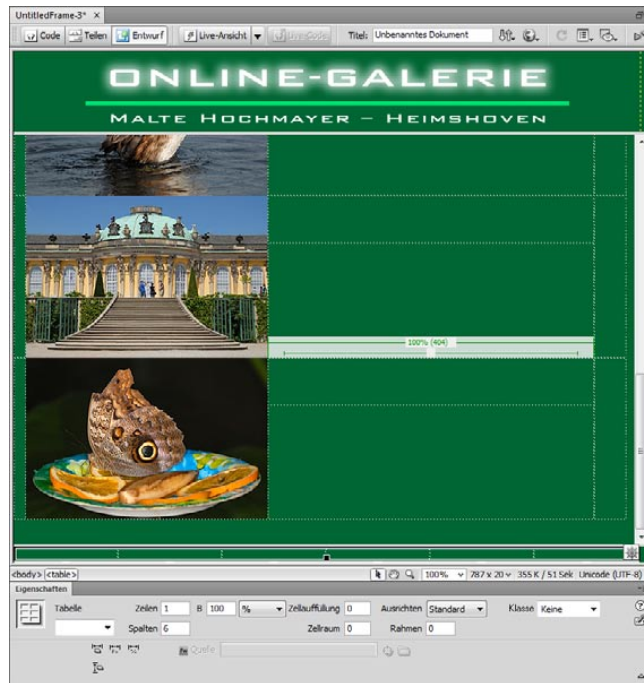 UntitledFrame-3* ×
Code Teilen Entwurf Live-Ansicht Live-Code Titel: Unbenanntes Dokument
ONLINE-GALERIE
MALTE HOCHMAYER – HEIMSHOVEN
100% (404)
<body> <table> 100% 787 x 20 355 K / 51 Sek Unicode (UTF-8)
Eigenschaften
Tabelle Zeilen 1 B 100 % Zellauffüllung 0 Ausrichten Standard Klasse Keine
Spalten 6 Zellraum 0 Rahmen 0
Quelle